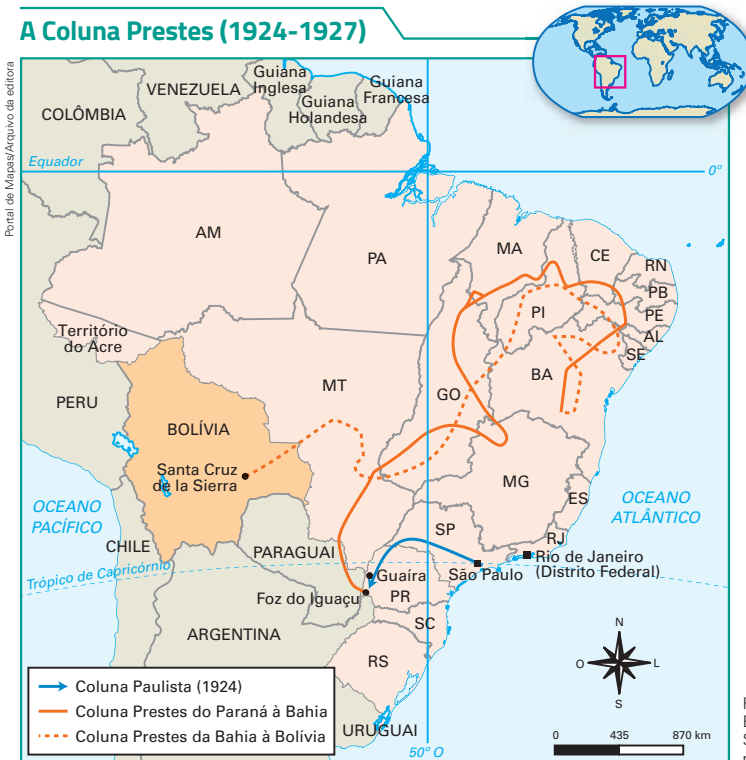 A Coluna Prestes (1924-1927)
Portal de Mapas/Arquivo da editora
COLÔMBIA
VENEZUELA
Guiana
Inglesa
Guiana
Holandesa
Guiana
Francesa
Equador
0°
AM
PA
MA
CE
RN
PB
PE
AL
SE
PI
BA
Território
do Acre
PERU
MT
GO
BOLÍVIA
Santa Cruz
de la Sierra
MG
ES
OCEANO
PACÍFICO
OCEANO
ATLÂNTICO
CHILE
PARAGUAI
SP
RJ
Rio de Janeiro
(Distrito Federal)
São Paulo
Trópico de Capricórnio
Guaíra
Foz do Iguaçu
PR
SC
ARGENTINA
RS
URUGUAI
50° O
N
O
L
S
Coluna Paulista (1924)
Coluna Prestes do Paraná à Bahia
Coluna Prestes da Bahia à Bolívia
0 435 870 km